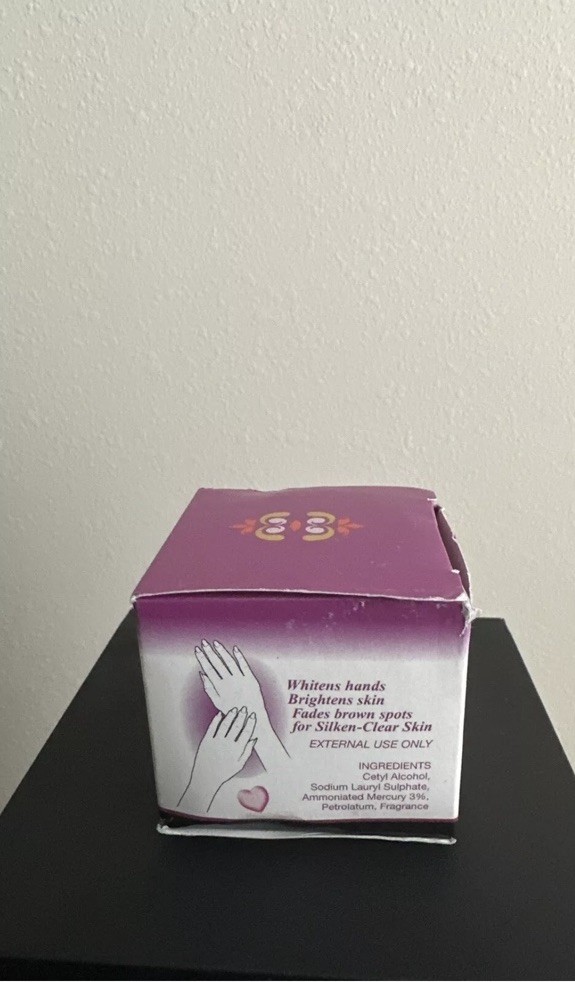 Whitens hands
Brightens skin
Fades brown spots
for Silken-Clear Skin
EXTERNAL USE ONLY
INGREDIENTS
Cetyl Alcohol,
Sodium Lauryl Sulphate,
Ammoniated Mercury 3%,
Petrolatum, Fragrance